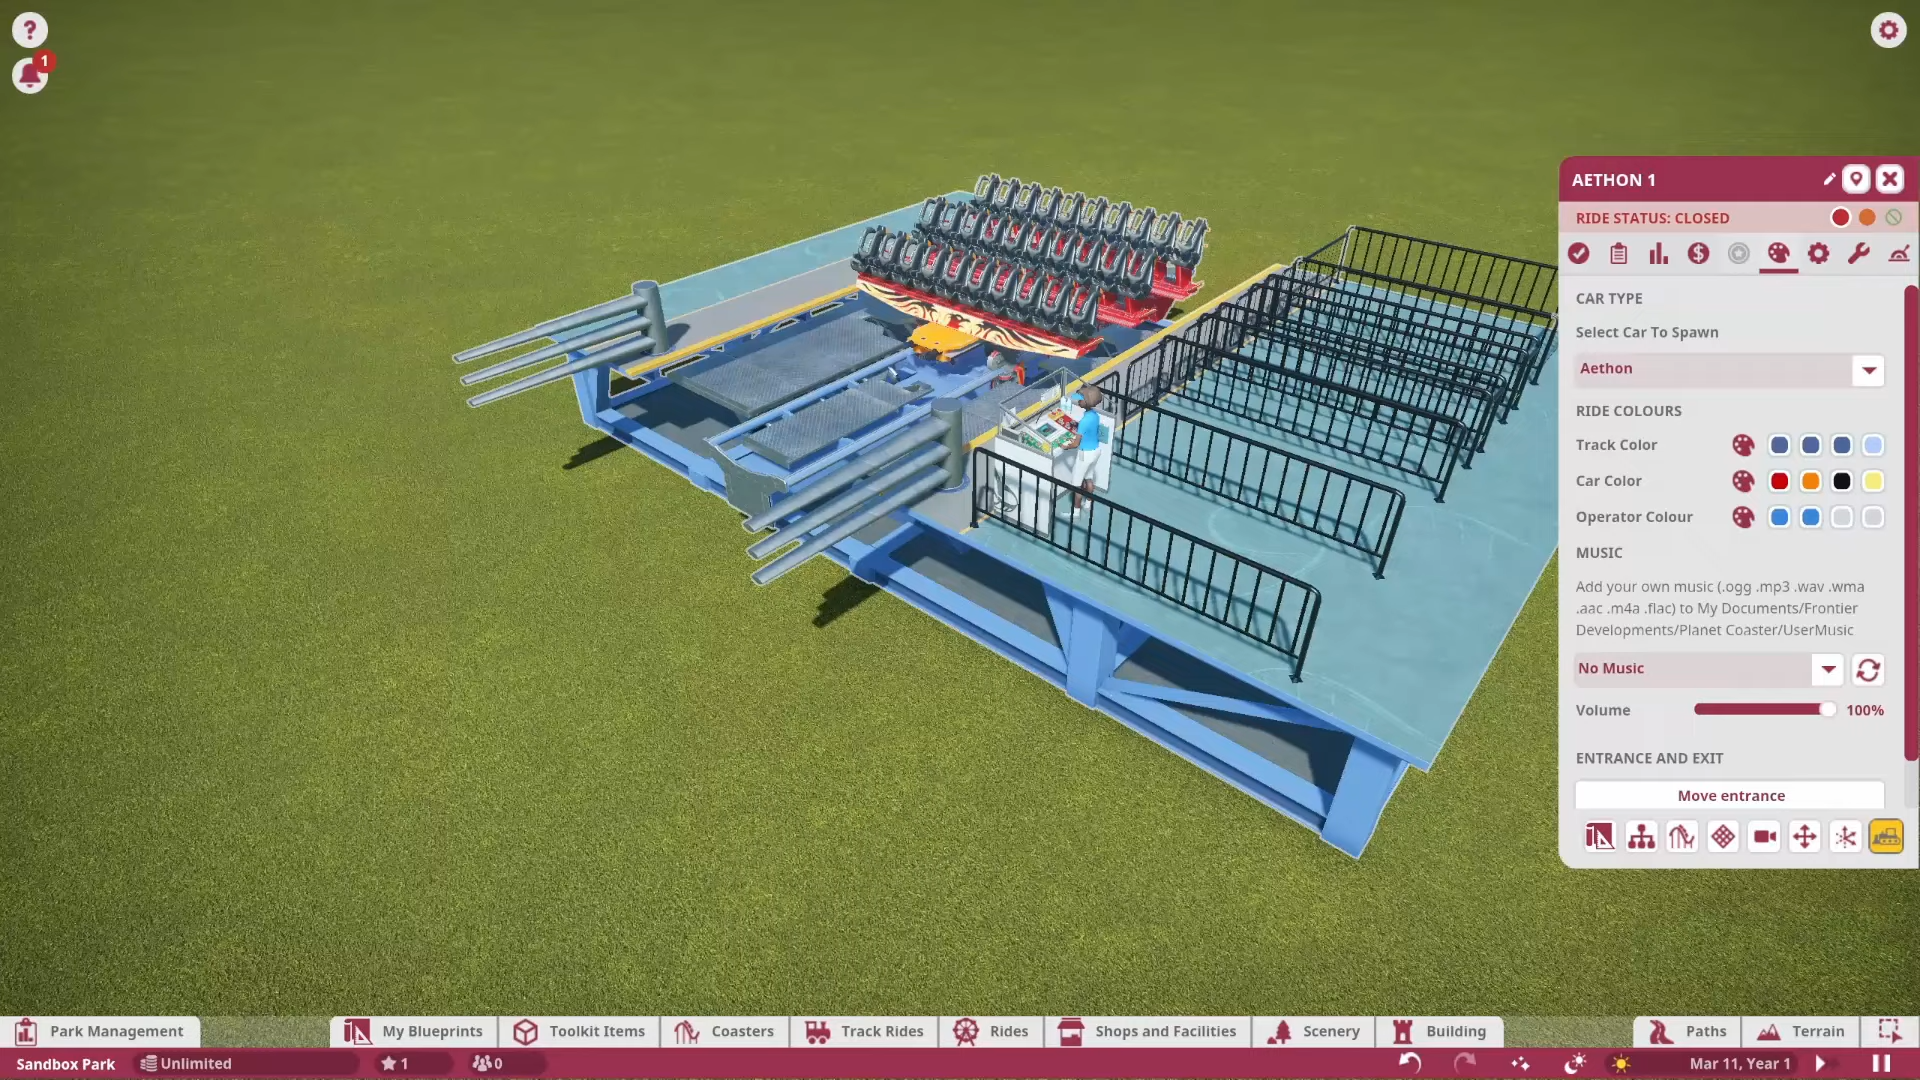 ?
1
AETHON 1
RIDE STATUS: CLOSED
CAR TYPE
Select Car To Spawn
Aethon
RIDE COLOURS
Track Color
Car Color
Operator Colour
MUSIC
Add your own music (.ogg .mp3 .wav .wma
.aac .m4a .flac) to My Documents/Frontier
Developments/Planet Coaster/UserMusic
No Music
Volume 100%
ENTRANCE AND EXIT
Move entrance
Park Management My Blueprints Toolkit Items Coasters Track Rides Rides Shops and Facilities Scenery Building Paths Terrain
Sandbox Park Unlimited 1 0 Mar 11, Year 1